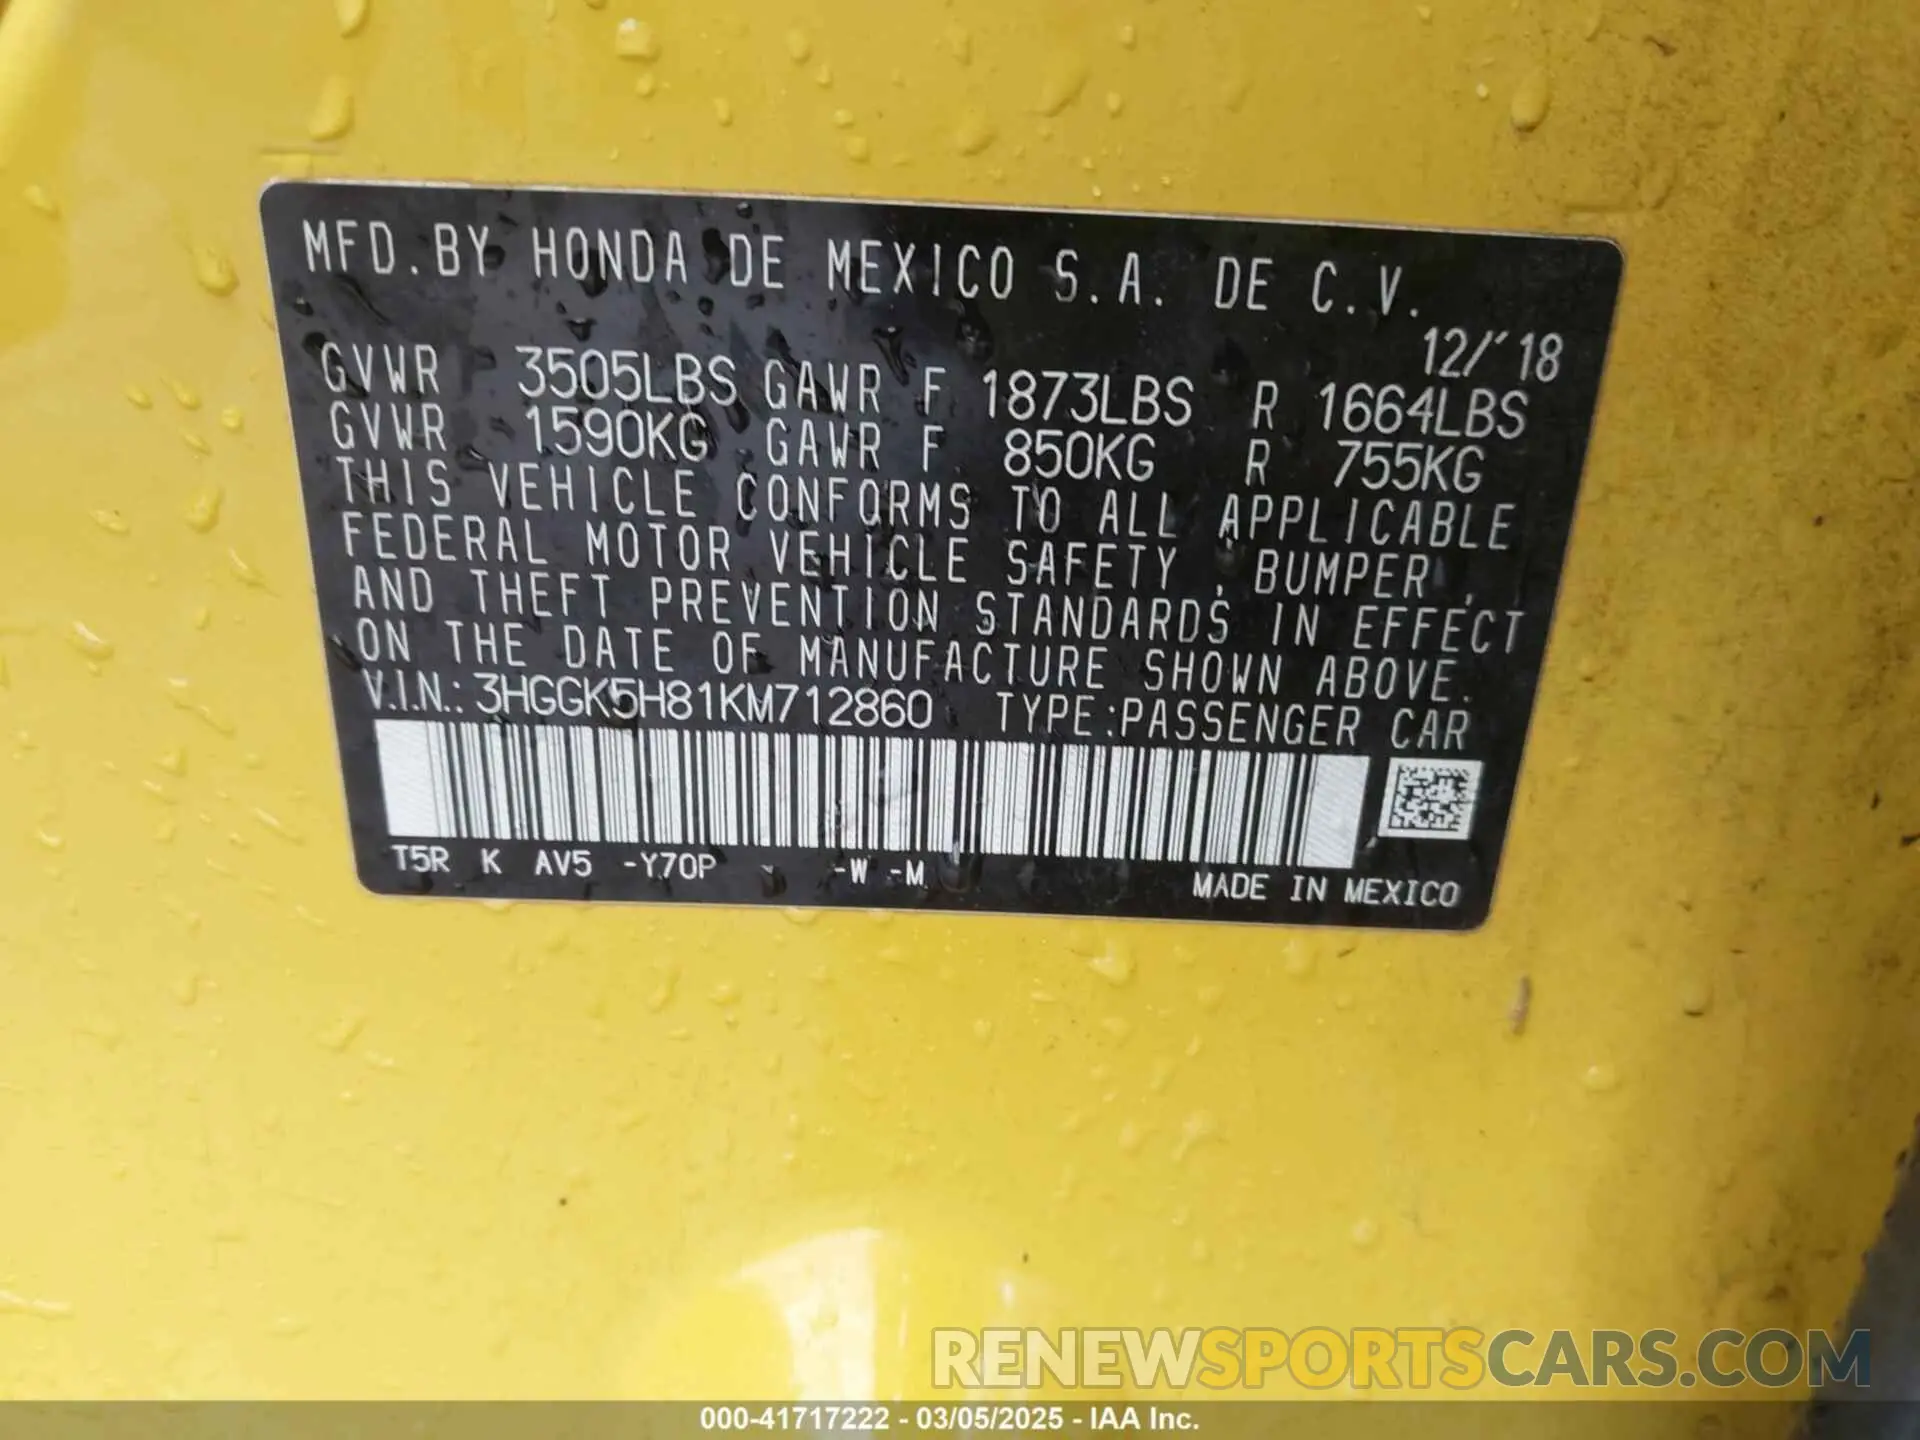 MFD.BY HONDA DE MEXICO S.A. DE C.V.
12/'18
GVWR 3505LBS GAWR F 1873LBS R 1664LBS
GVWR 1590KG GAWR F 850KG R 755KG
THIS VEHICLE CONFORMS TO ALL APPLICABLE
FEDERAL MOTOR VEHICLE SAFETY , BUMPER ,
AND THEFT PREVENTION STANDARDS IN EFFECT
ON THE DATE OF MANUFACTURE SHOWN ABOVE.
V.I.N.: 3HGGK5H81KM712860 TYPE:PASSENGER CAR
T5R K AV5 -Y70P -W -M
MADE IN MEXICO
RENEWSPORTSCARS.COM
000-41717222 - 03/05/2025 - IAA Inc.